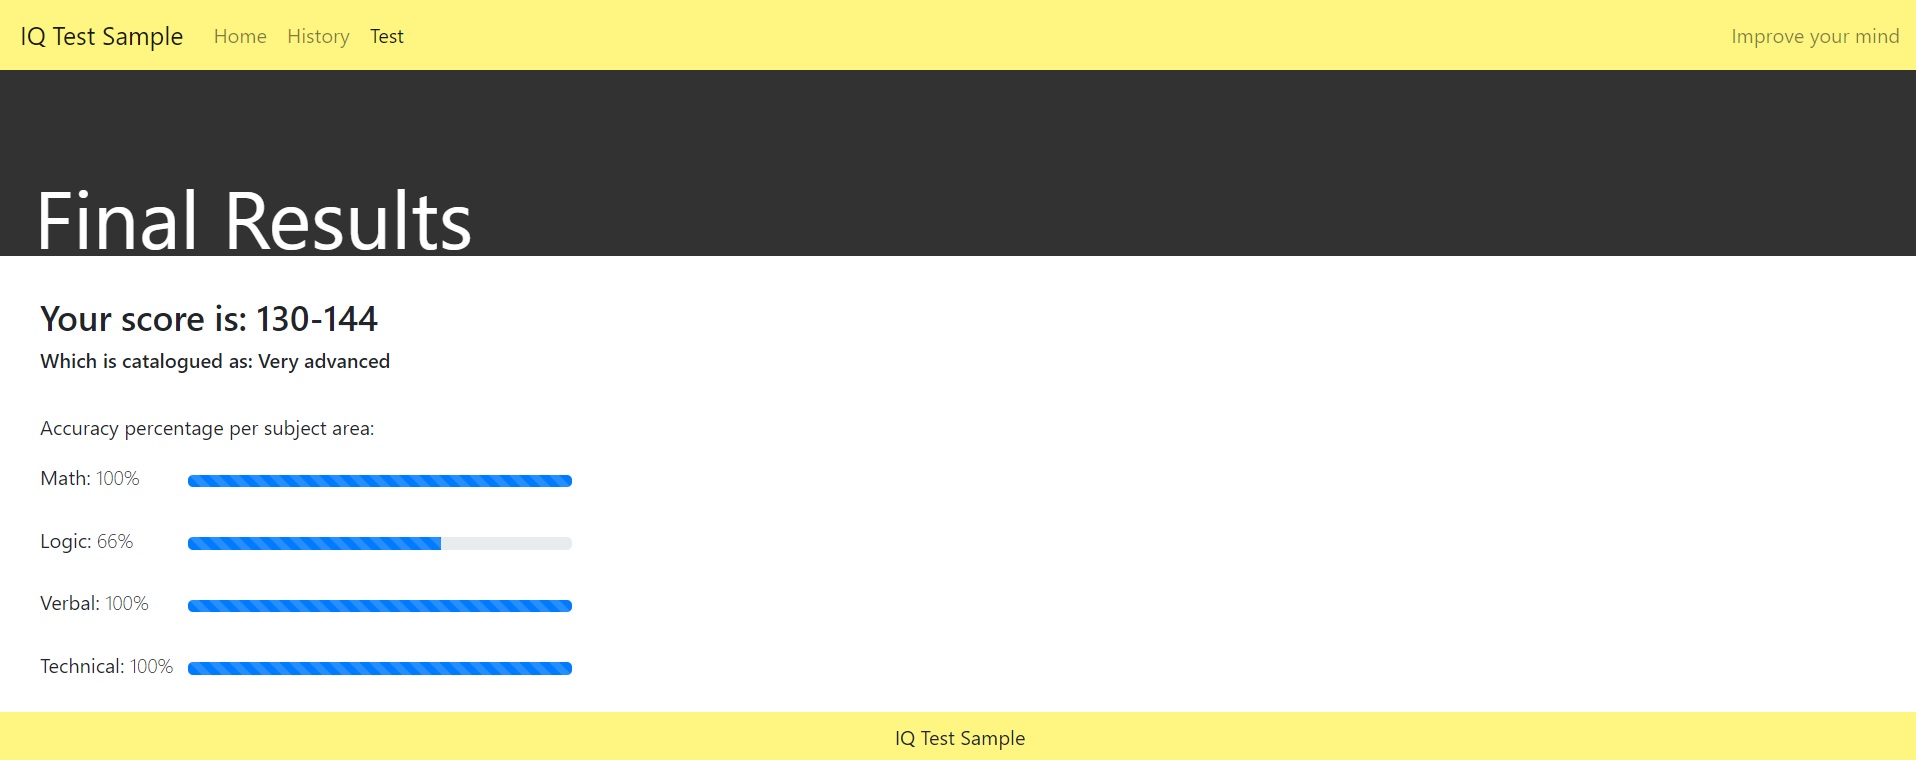 IQ Test Sample Home History Test Improve your mind
Final Results
Your score is: 130-144
Which is catalogued as: Very advanced
Accuracy percentage per subject area:
Math: 100%
Logic: 66%
Verbal: 100%
Technical: 100%
IQ Test Sample